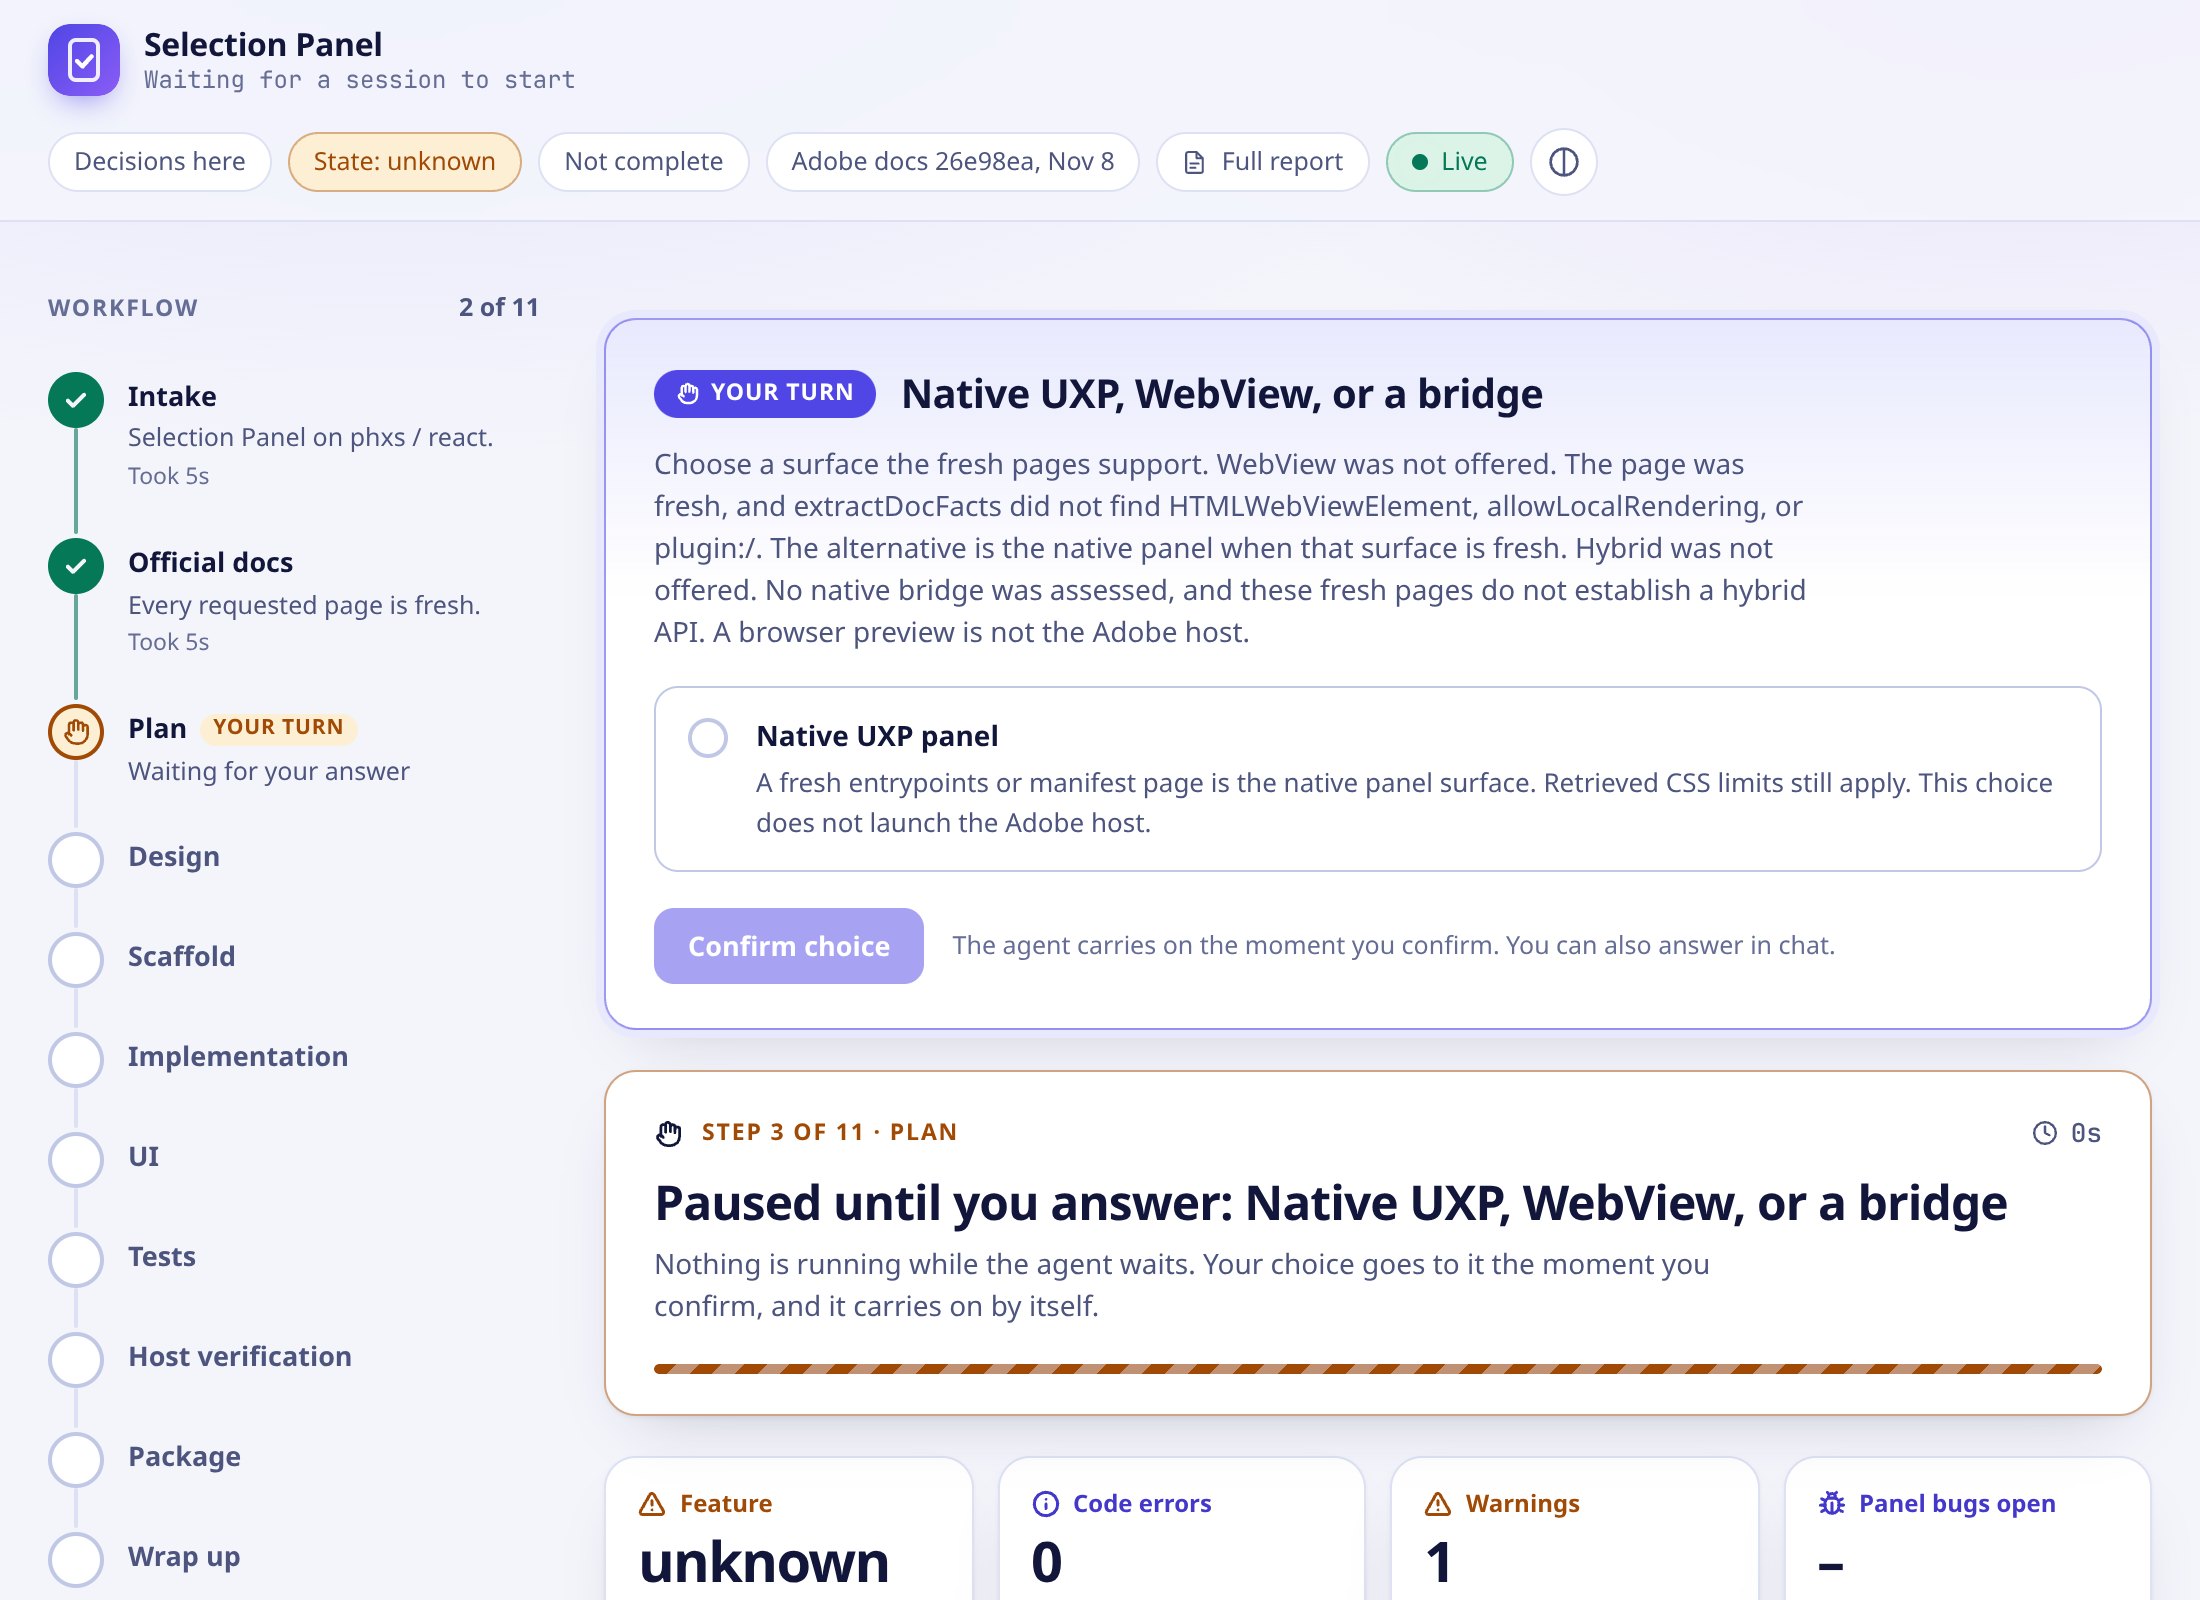 Selection Panel
Waiting for a session to start
Decisions here
State: unknown
Not complete
Adobe docs 26e98ea, Nov 8
Full report
Live
WORKFLOW
2 of 11
Intake
Selection Panel on phxs / react.
Took 5s
Official docs
Every requested page is fresh.
Took 5s
Plan
YOUR TURN
Waiting for your answer
Design
Scaffold
Implementation
UI
Tests
Host verification
Package
Wrap up
YOUR TURN
Native UXP, WebView, or a bridge
Choose a surface the fresh pages support. WebView was not offered. The page was
fresh, and extractDocFacts did not find HTMLWebViewElement, allowLocalRendering, or
plugin:/. The alternative is the native panel when that surface is fresh. Hybrid was not
offered. No native bridge was assessed, and these fresh pages do not establish a hybrid
API. A browser preview is not the Adobe host.
Native UXP panel
A fresh entrypoints or manifest page is the native panel surface. Retrieved CSS limits still apply. This choice
does not launch the Adobe host.
Confirm choice
The agent carries on the moment you confirm. You can also answer in chat.
STEP 3 OF 11 · PLAN
0s
Paused until you answer: Native UXP, WebView, or a bridge
Nothing is running while the agent waits. Your choice goes to it the moment you
confirm, and it carries on by itself.
Feature
unknown
Code errors
0
Warnings
1
Panel bugs open
–